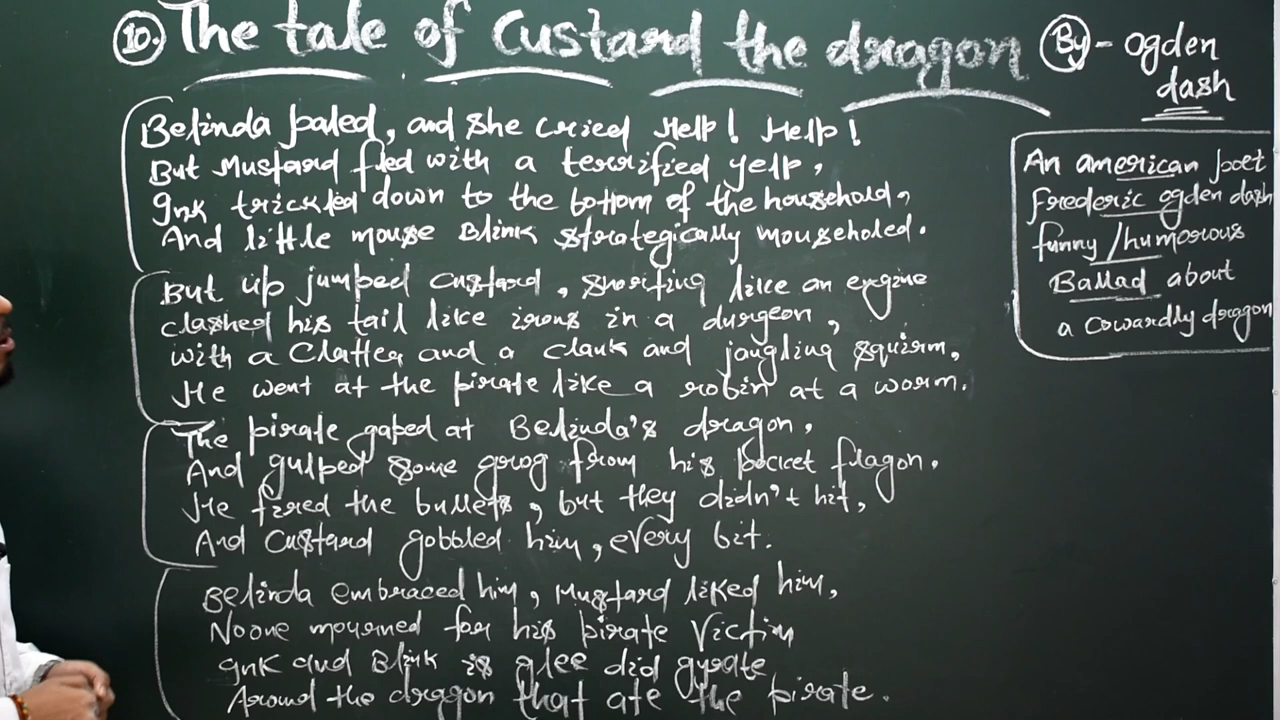 10. The tale of Custard the dragon
By - ogden
dash
Belinda paled, and she cried Help! Help!
But Mustard fled with a terrified yelp,
Ink trickled down to the bottom of the household,
And little mouse Blink strategically mouseholed.
But up jumped custard, snorting like an engine
clashed his tail like irons in a dungeon,
with a Clatter and a clank and jangling squirm,
He went at the pirate like a robin at a worm.
The pirate gaped at Belinda's dragon,
And gulped some grog from his pocket flagon.
He fired the bullets, but they didn't hit,
And Custard gobbled him, every bit.
Belinda embraced him, Mustard liked him,
No one mourned for his pirate Victim
Ink and Blink is glee did gyrate
Around the dragon that ate the pirate.
An american poet
Frederic ogden dash
funny / humorous
Ballad about
a cowardly dragon